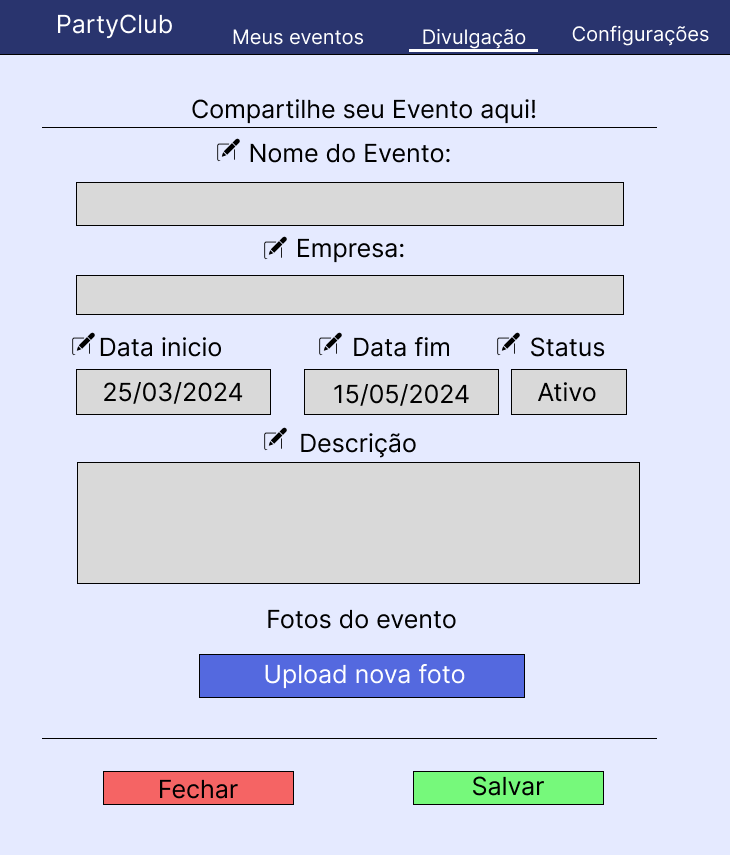 PartyClub
Meus eventos
Divulgação
Configurações
Compartilhe seu Evento aqui!
Nome do Evento:
Empresa:
Data inicio
Data fim
Status
25/03/2024
15/05/2024
Ativo
Descrição
Fotos do evento
Upload nova foto
Fechar
Salvar